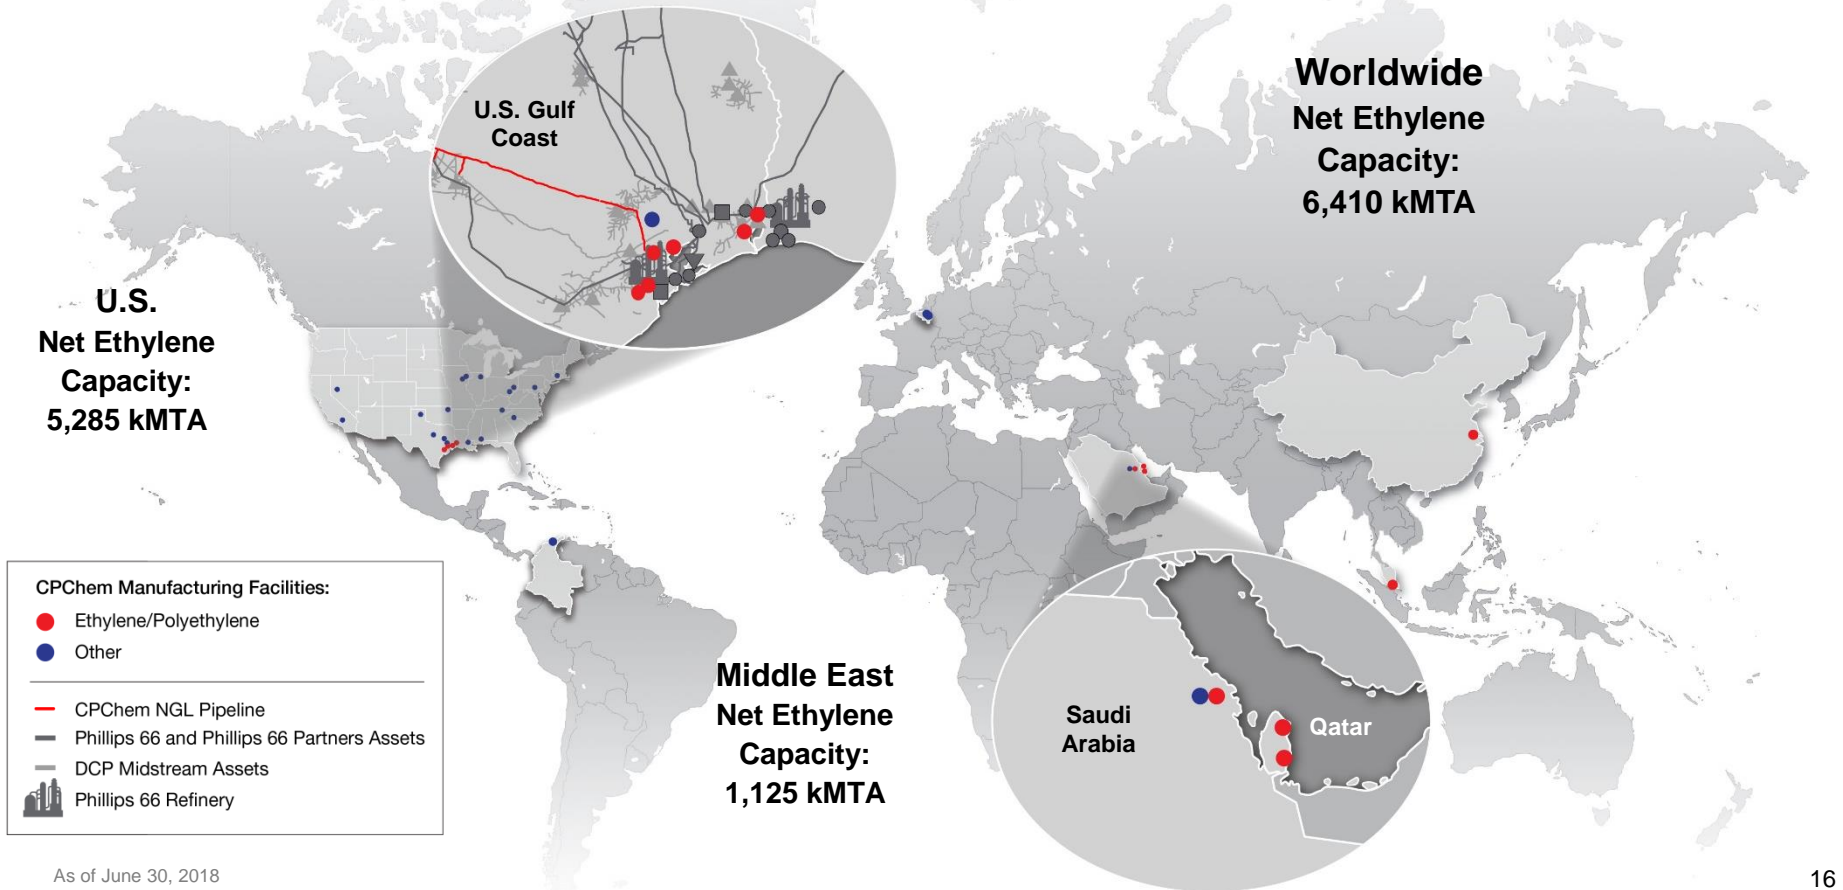 U.S. Gulf
Coast
Worldwide
Net Ethylene
Capacity:
6,410 kMTA
U.S.
Net Ethylene
Capacity:
5,285 kMTA
CPChem Manufacturing Facilities:
Ethylene/Polyethylene
Other
CPChem NGL Pipeline
Phillips 66 and Phillips 66 Partners Assets
DCP Midstream Assets
Phillips 66 Refinery
Middle East
Net Ethylene
Capacity:
1,125 kMTA
Saudi
Arabia
Qatar
As of June 30, 2018
16